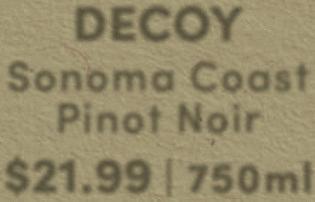 DECOY
Sonoma Coast
Pinot Noir
$21.99 | 750ml